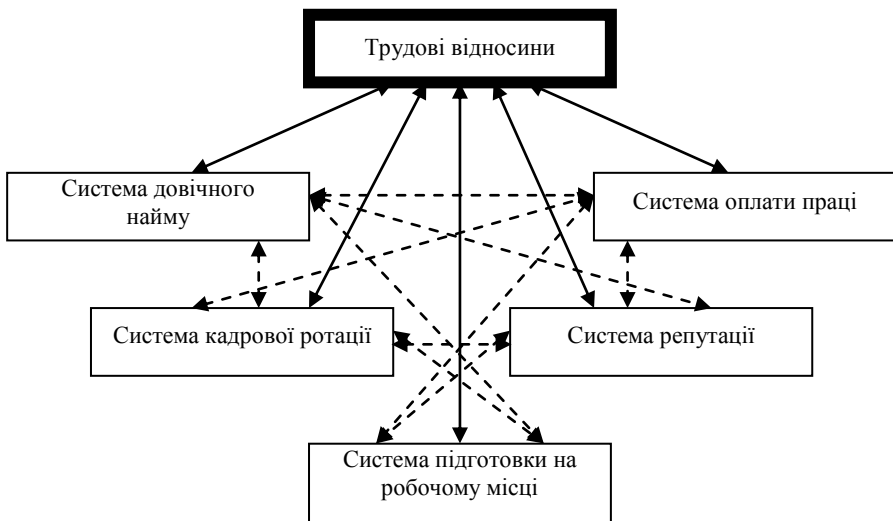 Трудові відносини
Система довічного
найму
Система оплати праці
Система кадрової ротації
Система репутації
Система підготовки на
робочому місці